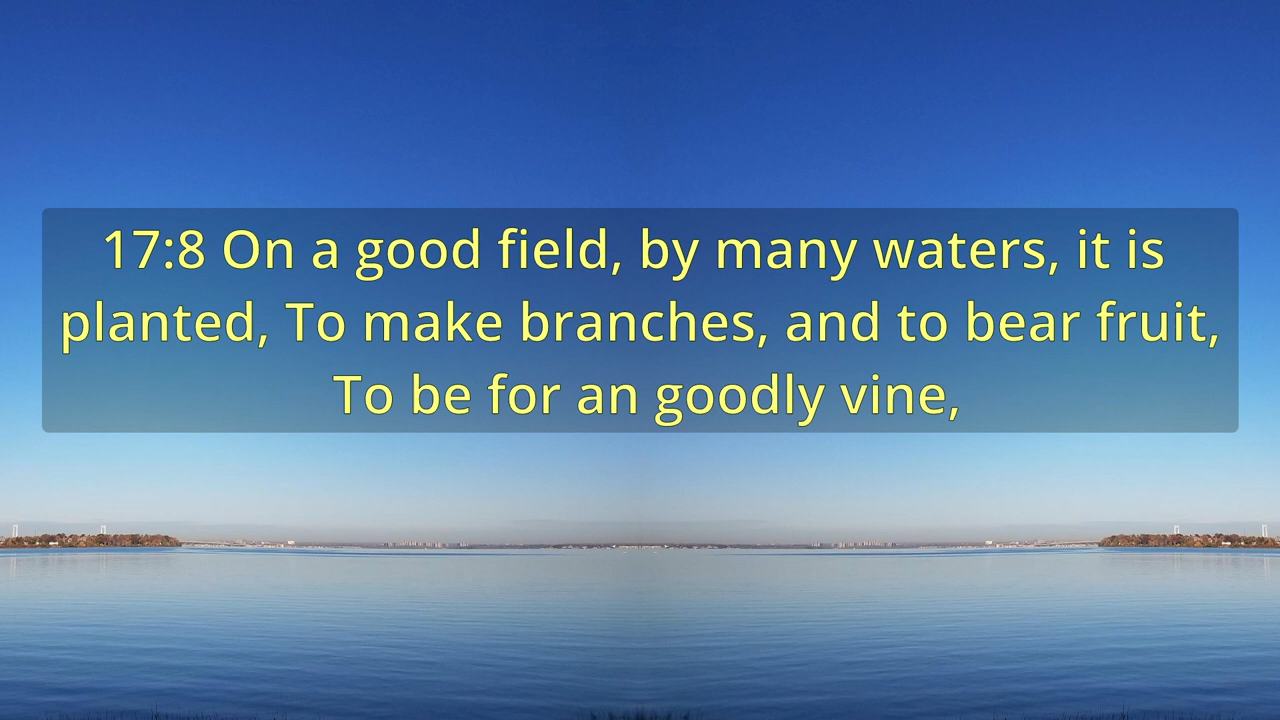 17:8 On a good field, by many waters, it is
planted, To make branches, and to bear fruit,
To be for an goodly vine,